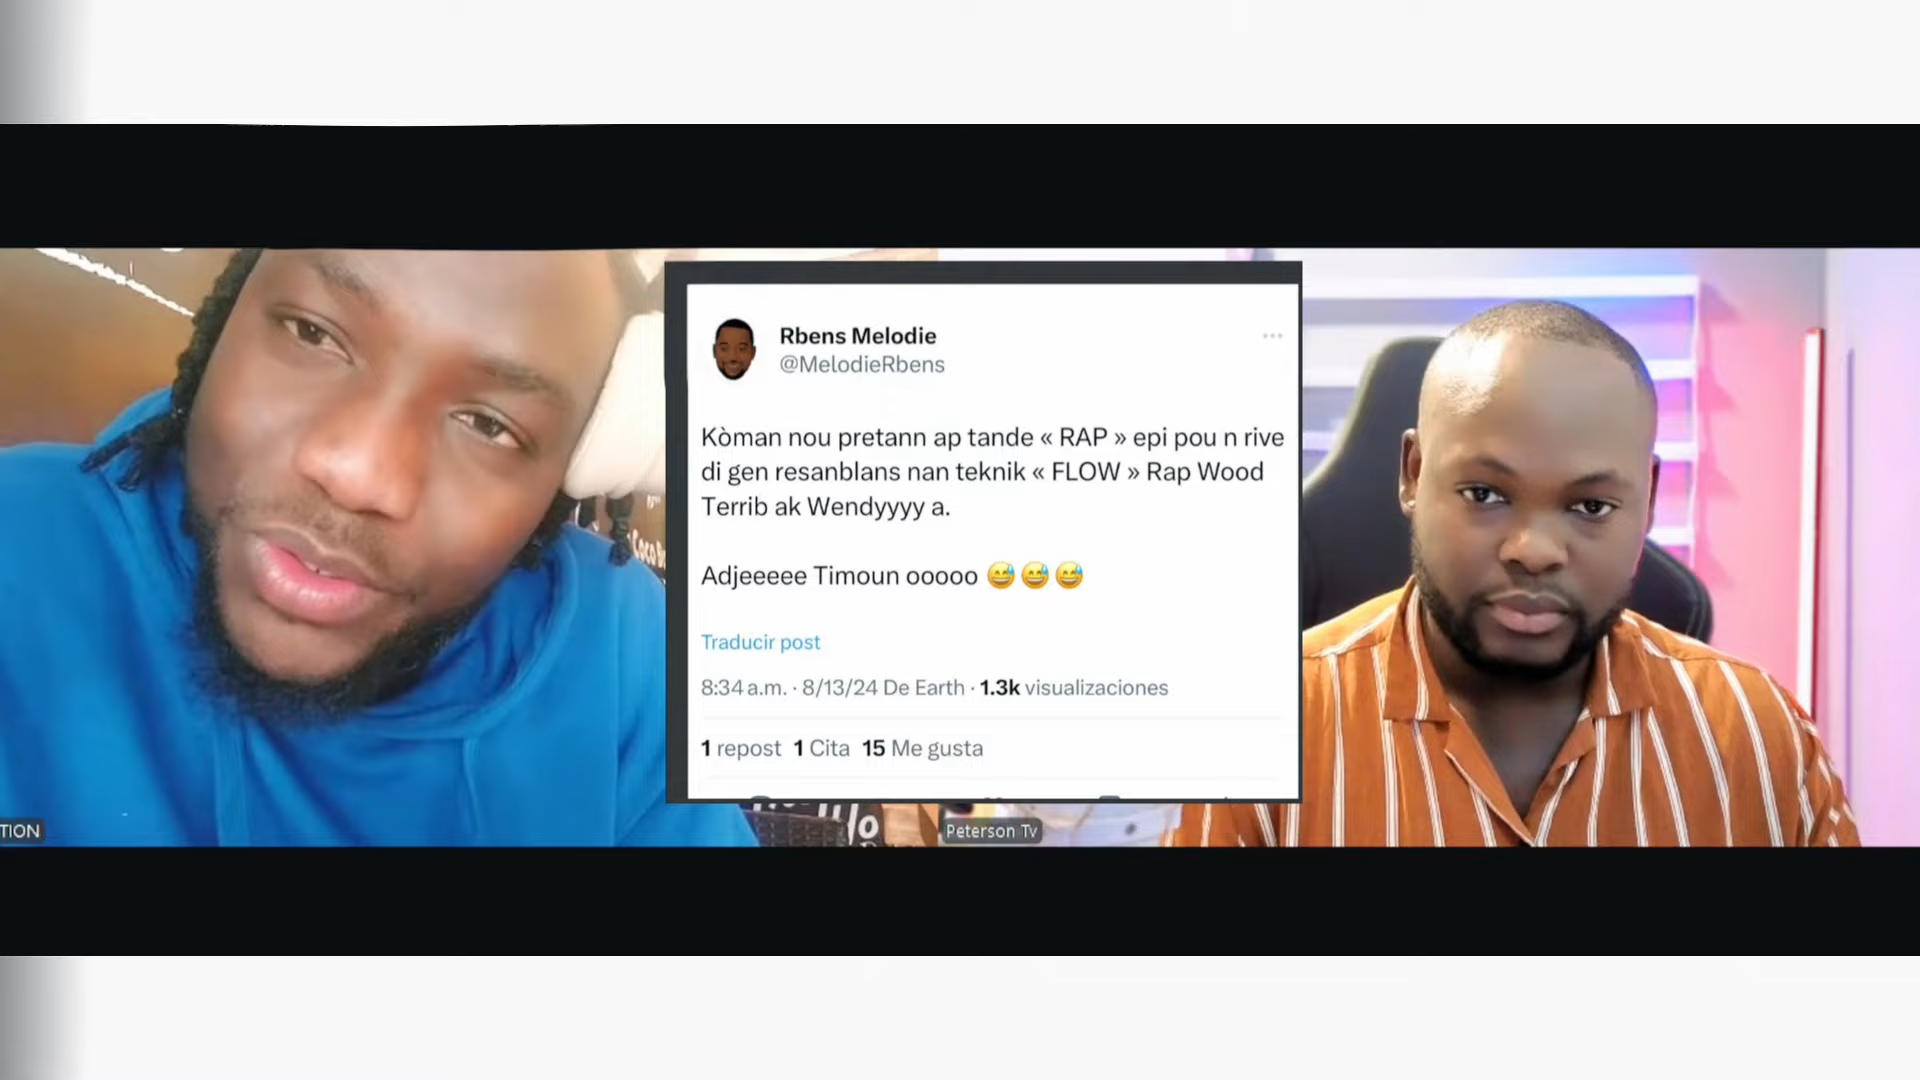 Rbens Melodie
@MelodieRbens
Kòman nou pretann ap tande « RAP » epi pou n rive
di gen resanblans nan teknik « FLOW » Rap Wood
Terrib ak Wendyyyy a.
Adjeeeee Timoun ooooo 😅😅😅
Traducir post
8:34 a.m. · 8/13/24 De Earth · 1.3k visualizaciones
1 repost 1 Cita 15 Me gusta
TION
Peterson Tv